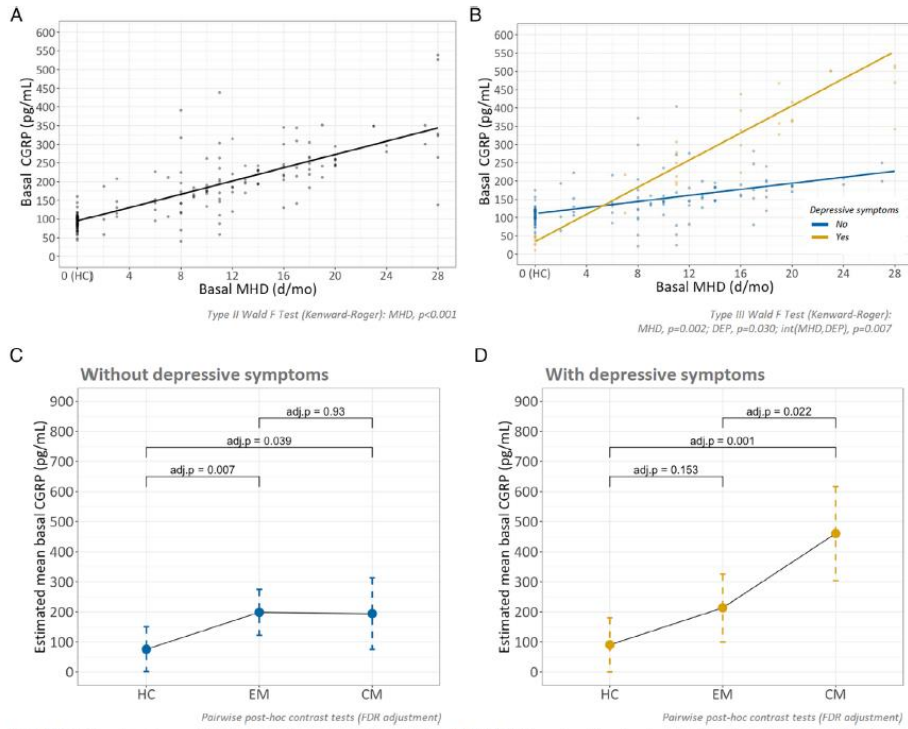 A
Basal CGRP (pg/mL)
600
550
500
450
400
350
300
250
200
150
100
50
0
0 (HC)
4
8
12
16
20
24
28
Basal MHD (d/mo)
Type II Wald F Test (Kenward-Roger): MHD, p<0.001
B
Basal CGRP (pg/mL)
600
550
500
450
400
350
300
250
200
150
100
50
0
Depressive symptoms
No
Yes
0 (HC)
4
8
12
16
20
24
28
Basal MHD (d/mo)
Type III Wald F Test (Kenward-Roger):
MHD, p=0.002; DEP, p=0.030; int(MHD,DEP), p=0.007
C
Without depressive symptoms
Estimated mean basal CGRP (pg/mL)
900
800
700
600
500
400
300
200
100
0
adj.p = 0.93
adj.p = 0.039
adj.p = 0.007
HC
EM
CM
Pairwise post-hoc contrast tests (FDR adjustment)
D
With depressive symptoms
Estimated mean basal CGRP (pg/mL)
900
800
700
600
500
400
300
200
100
0
adj.p = 0.022
adj.p = 0.001
adj.p = 0.153
HC
EM
CM
Pairwise post-hoc contrast tests (FDR adjustment)